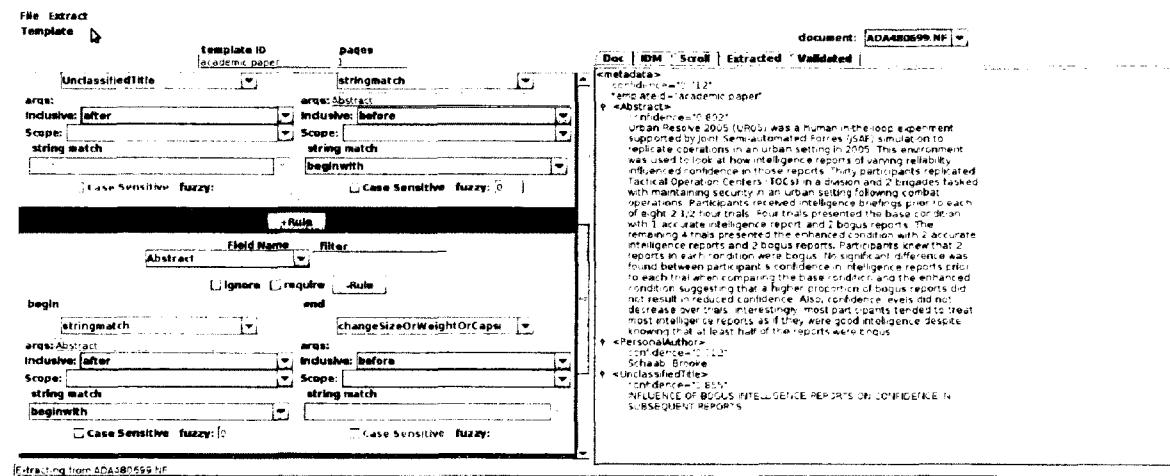 File Extract
Template
template ID pages
academic paper 1
UnclassifiedTitle stringmatch
args: args: Abstract
Inclusive: after Inclusive: before
Scope: Scope:
string match string match
beginwith
Case Sensitive fuzzy: Case Sensitive fuzzy: 0
+Rule
Field Name filter
Abstract
ignore require -Rule
begin end
stringmatch changeSizeOrWeightOrCapsi
args: Abstract args:
Inclusive: after Inclusive: before
Scope: Scope:
string match string match
beginwith
Case Sensitive fuzzy: 0 Case Sensitive fuzzy:
Extracting from ADA480699.NF
document: ADA480699.NF
Doc IDM Scroll Extracted Validated
<metadata>
templateid="academic paper"
<Abstract>
confidence="0.892"
Urban Resolve 2005 (UR05) was a human in-the-loop experiment
supported by Joint Semi-automated Forces (JSAF) simulation to
replicate operations in an urban setting in 2005. This environment
was used to look at how intelligence reports of varying reliability
influenced confidence in those reports. Thirty participants replicated
Tactical Operation Centers (TOCs) in a division and 2 brigades tasked
with maintaining security in an urban setting following combat
operations. Participants received intelligence briefings prior to each
of eight 2 1/2 hour trials. Four trials presented the base condition
with 1 accurate intelligence report and 2 bogus reports. The
remaining 4 trials presented the enhanced condition with 2 accurate
intelligence reports and 2 bogus reports. Participants knew that 2
reports in each condition were bogus. No significant difference was
found between participant s confidence in intelligence reports prior
to each trial when comparing the base condition and the enhanced
condition suggesting that a higher proportion of bogus reports did
not result in reduced confidence. Also, confidence levels did not
decrease over trials. Interestingly, most participants tended to treat
most intelligence reports as if they were good intelligence despite
knowing that at least half of the reports were bogus.
<PersonalAuthor>
Schaab, Brooke
<UnclassifiedTitle>
confidence="0.855"
INFLUENCE OF BOGUS INTELLIGENCE REPORTS ON CONFIDENCE IN
SUBSEQUENT REPORTS